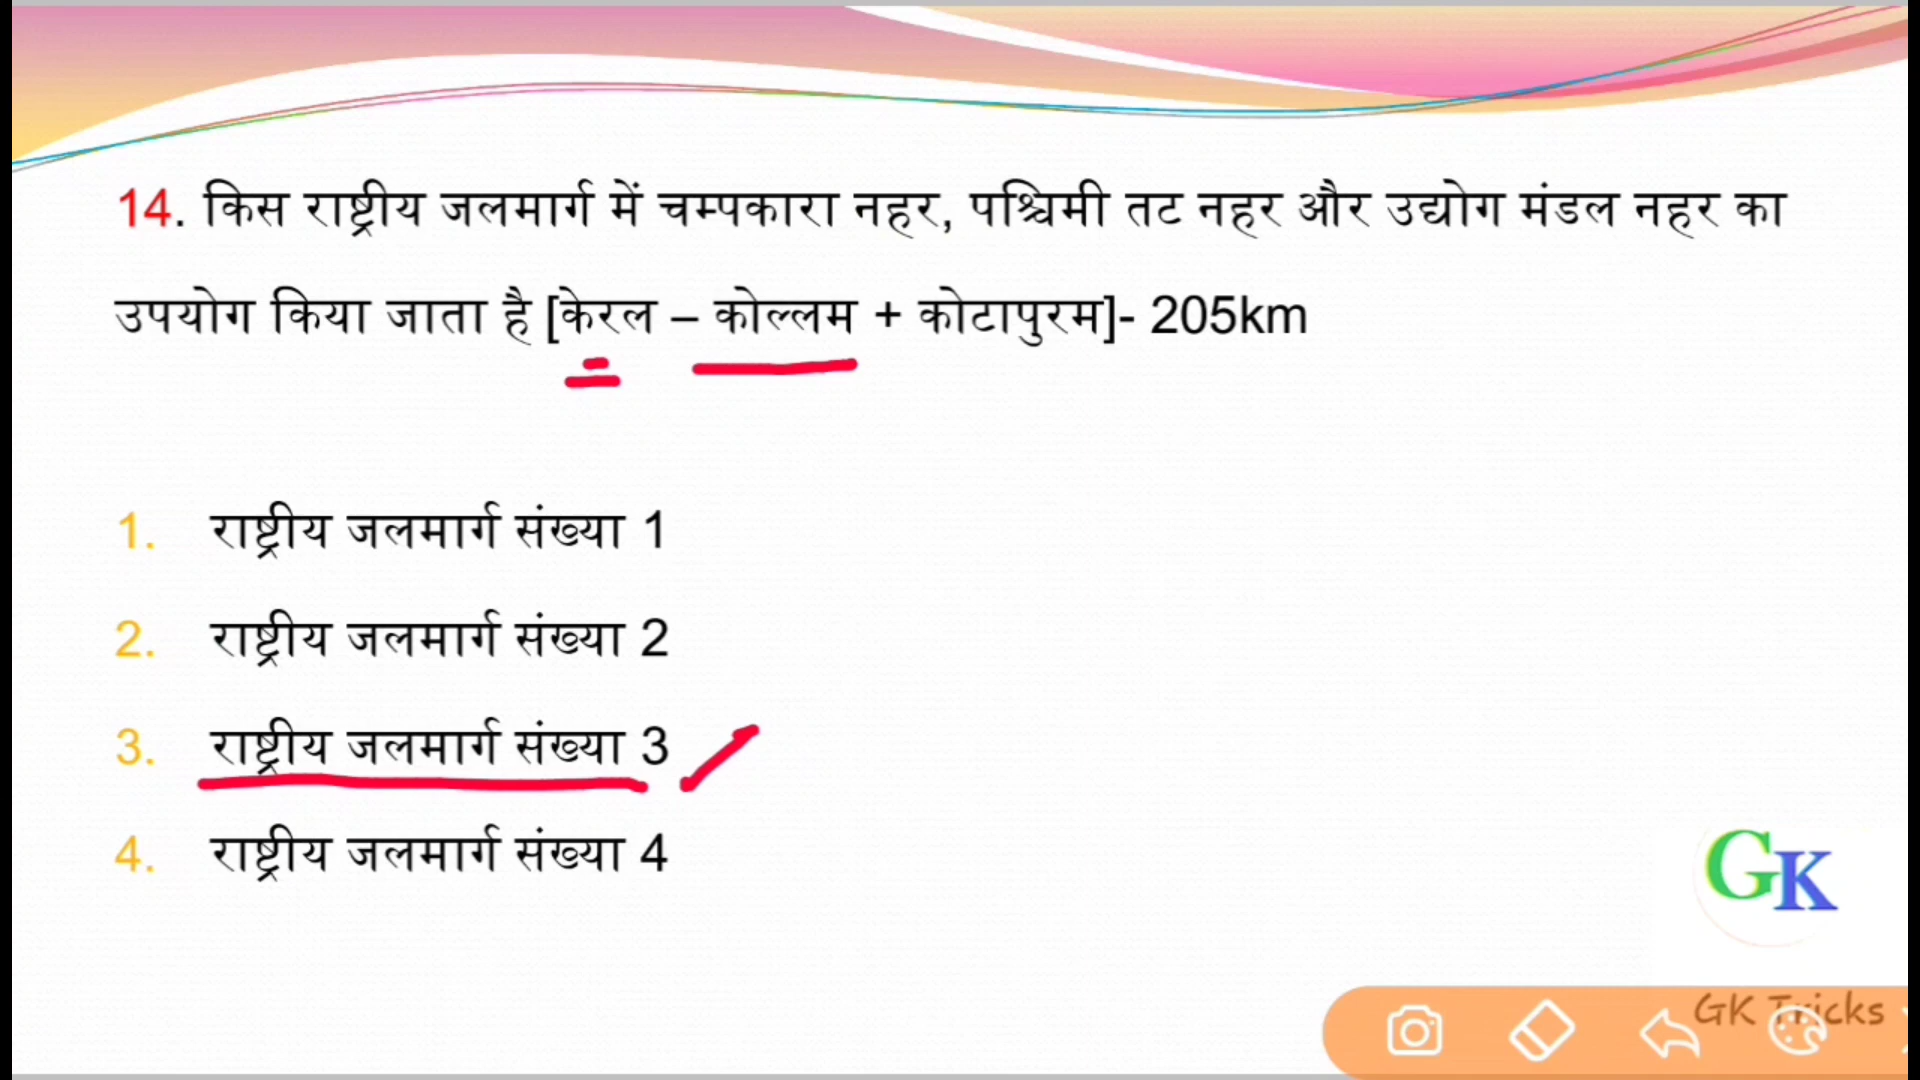 14. किस राष्ट्रीय जलमार्ग में चम्पकारा नहर, पश्चिमी तट नहर और उद्योग मंडल नहर का
उपयोग किया जाता है [केरल – कोल्लम + कोटापुरम]- 205km
1. राष्ट्रीय जलमार्ग संख्या 1
2. राष्ट्रीय जलमार्ग संख्या 2
3. राष्ट्रीय जलमार्ग संख्या 3
4. राष्ट्रीय जलमार्ग संख्या 4
GK
GK Tricks